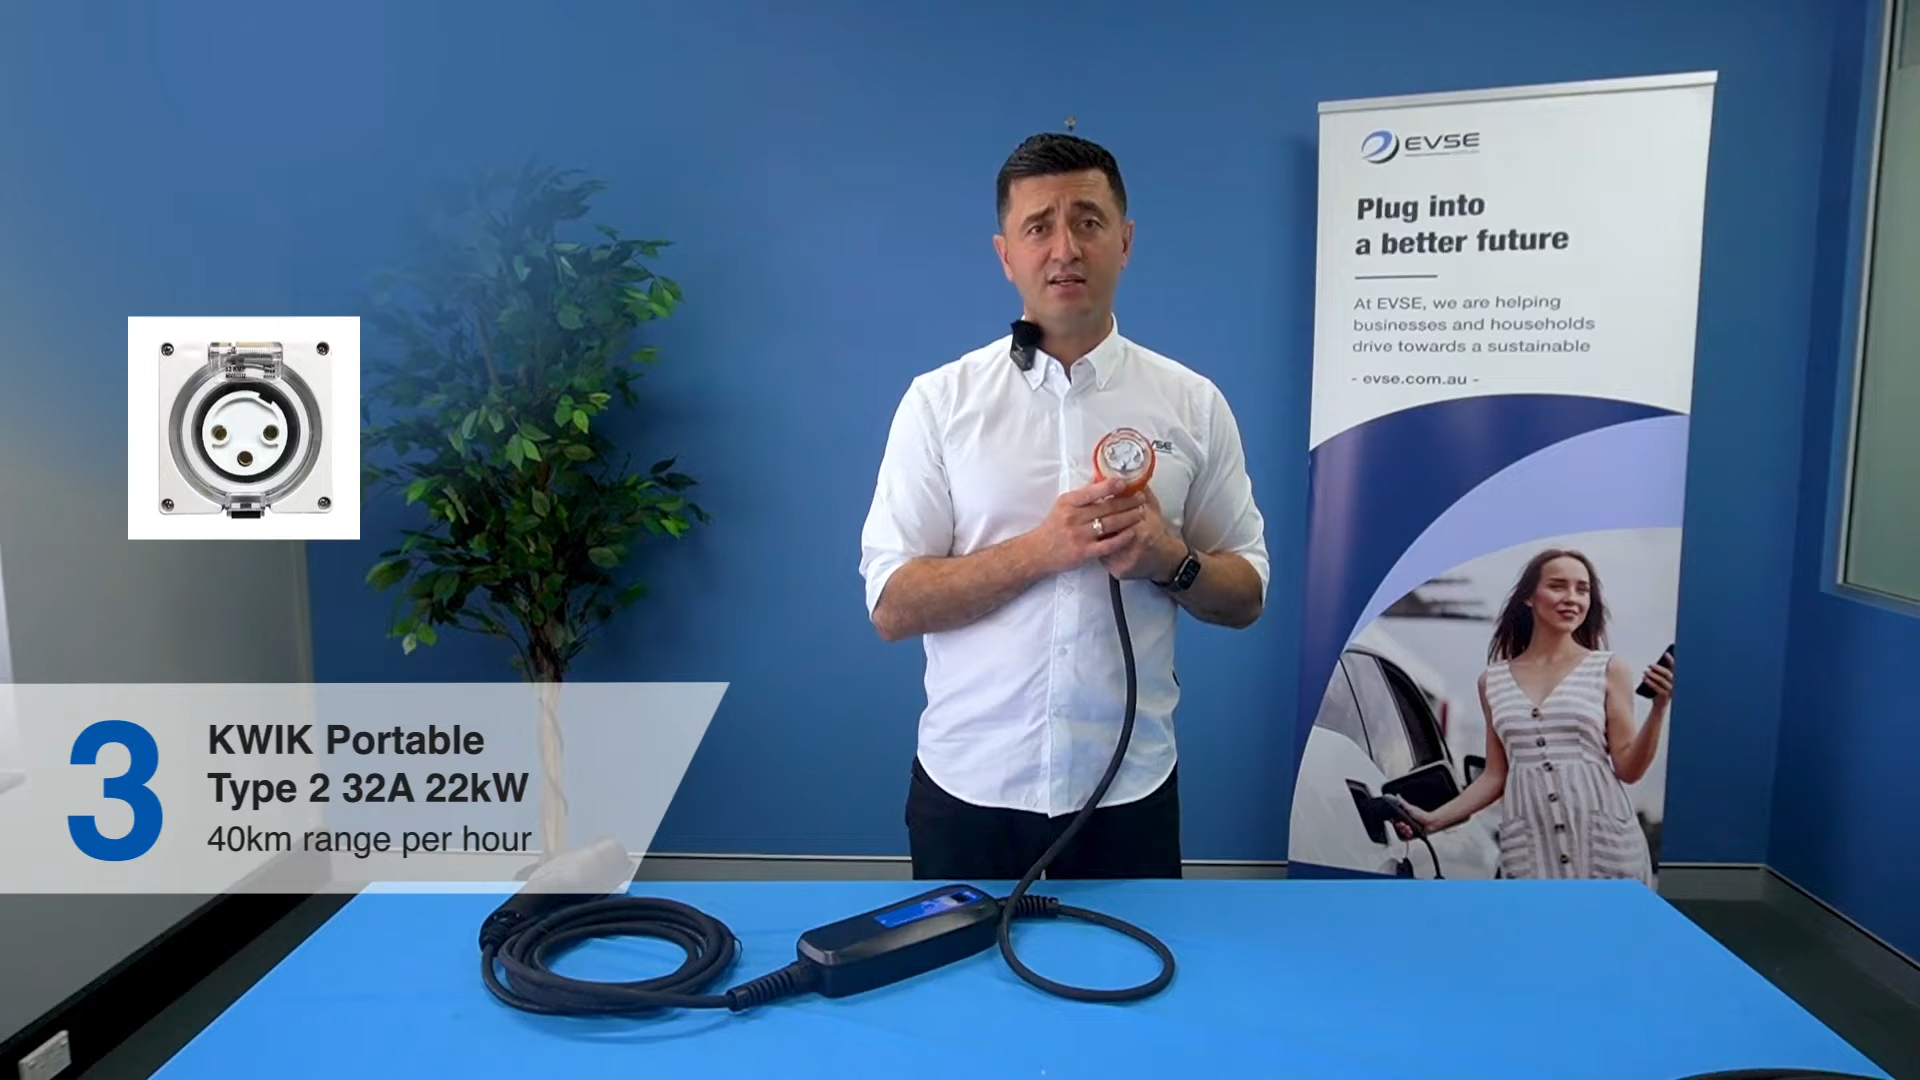 EVSE
Plug into
a better future
At EVSE, we are helping
businesses and households
drive towards a sustainable
- evse.com.au -
3
KWIK Portable
Type 2 32A 22kW
40km range per hour